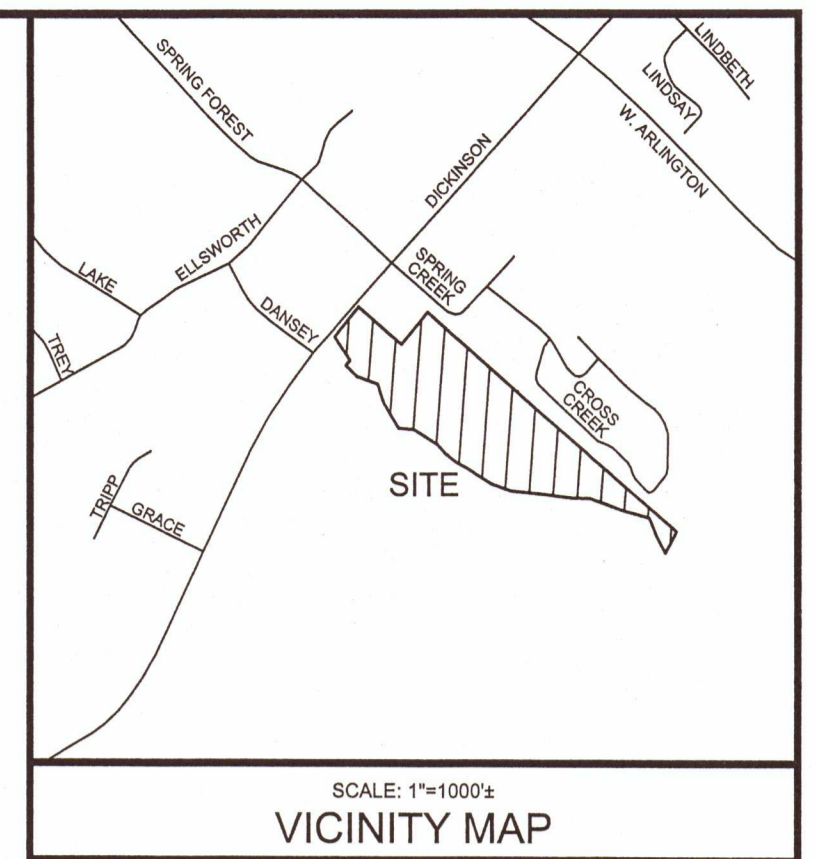 LINDBETH
LINDSAY
SPRING FOREST
W. ARLINGTON
DICKINSON
ELLSWORTH
LAKE
SPRING
CREEK
DANSEY
TREY
CROSS
CREEK
SITE
TRIPP
GRACE
SCALE: 1"=1000'±
VICINITY MAP